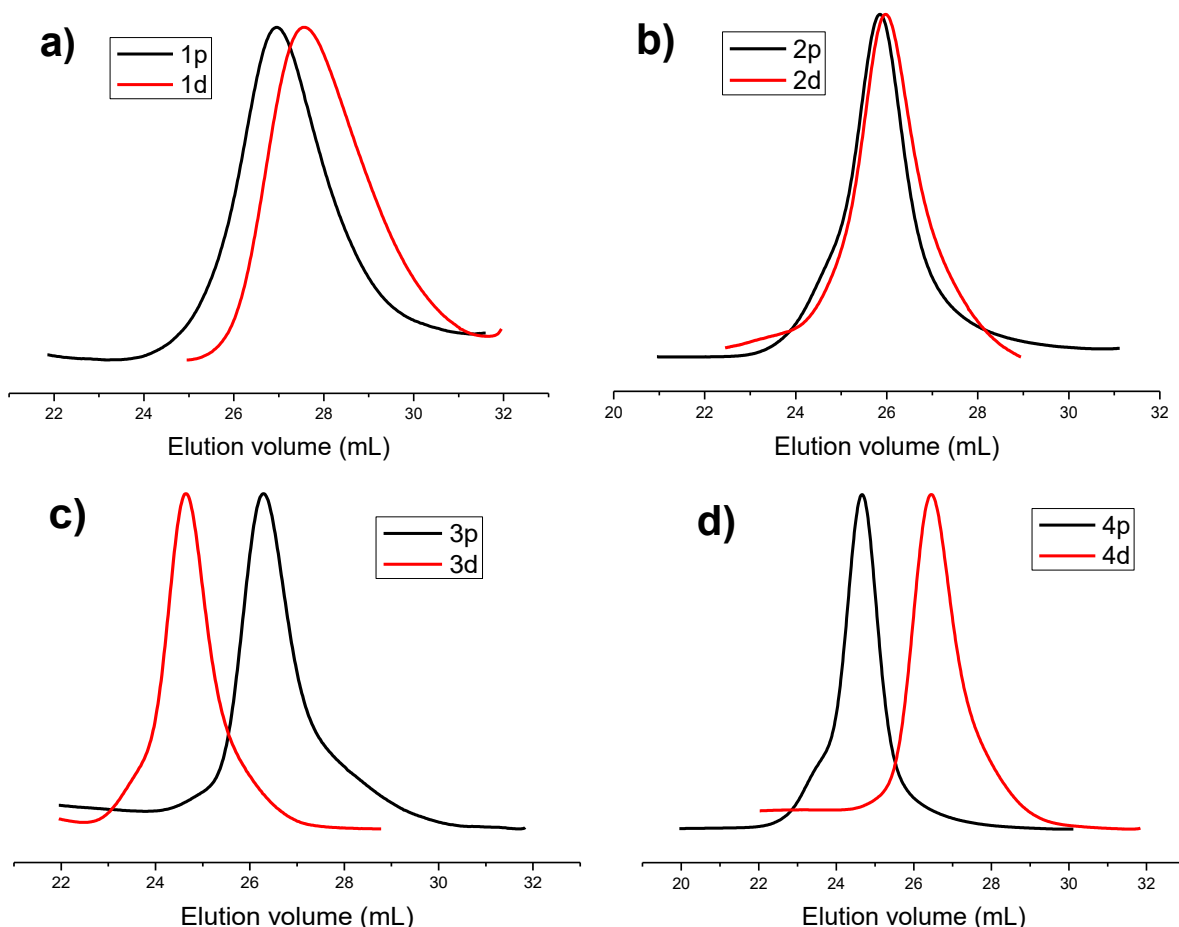 a)
1p
1d
22 24 26 28 30 32
Elution volume (mL)
b)
2p
2d
20 22 24 26 28 30 32
Elution volume (mL)
c)
3p
3d
22 24 26 28 30 32
Elution volume (mL)
d)
4p
4d
20 22 24 26 28 30 32
Elution volume (mL)